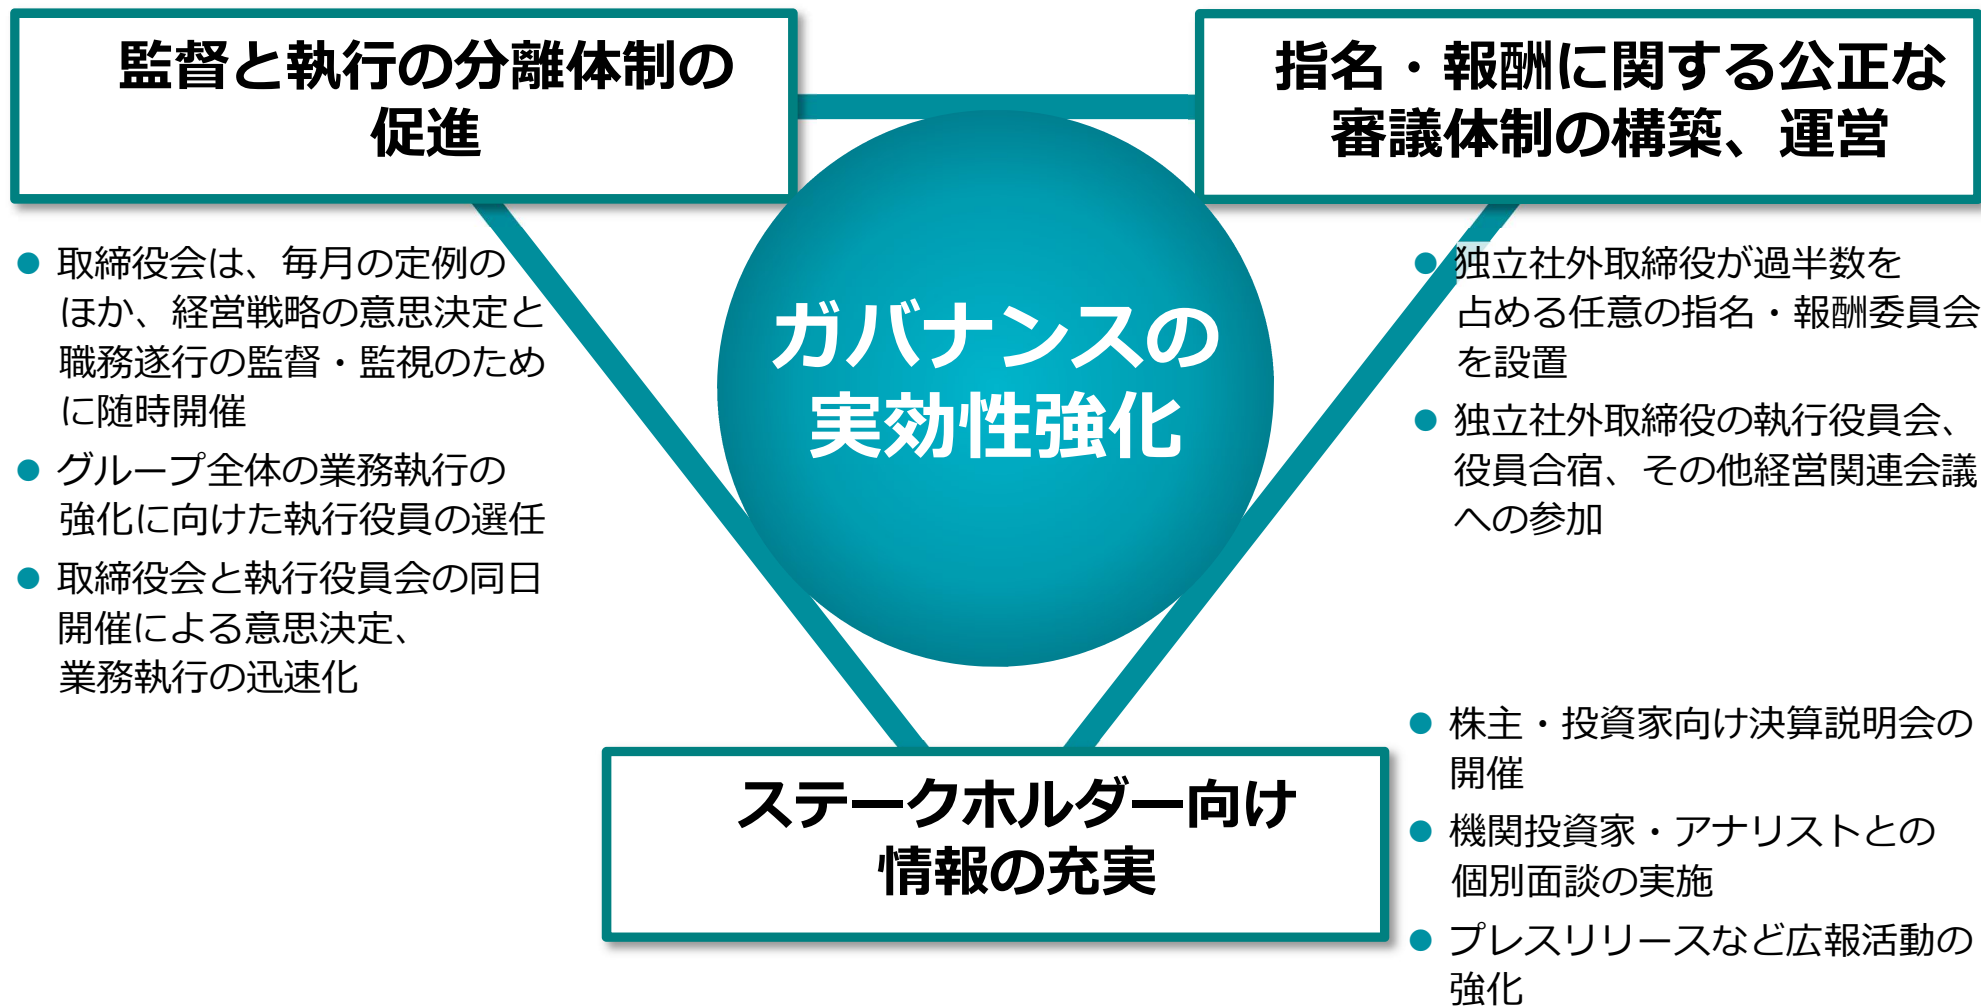 監督と執行の分離体制の
促進
指名・報酬に関する公正な
審議体制の構築、運営
● 取締役会は、毎月の定例の
ほか、経営戦略の意思決定と
職務遂行の監督・監視のため
に随時開催
● グループ全体の業務執行の
強化に向けた執行役員の選任
● 取締役会と執行役員会の同日
開催による意思決定、
業務執行の迅速化
ガバナンスの
実効性強化
● 独立社外取締役が過半数を
占める任意の指名・報酬委員会
を設置
● 独立社外取締役の執行役員会、
役員合宿、その他経営関連会議
への参加
ステークホルダー向け
情報の充実
● 株主・投資家向け決算説明会の
開催
● 機関投資家・アナリストとの
個別面談の実施
● プレスリリースなど広報活動の
強化